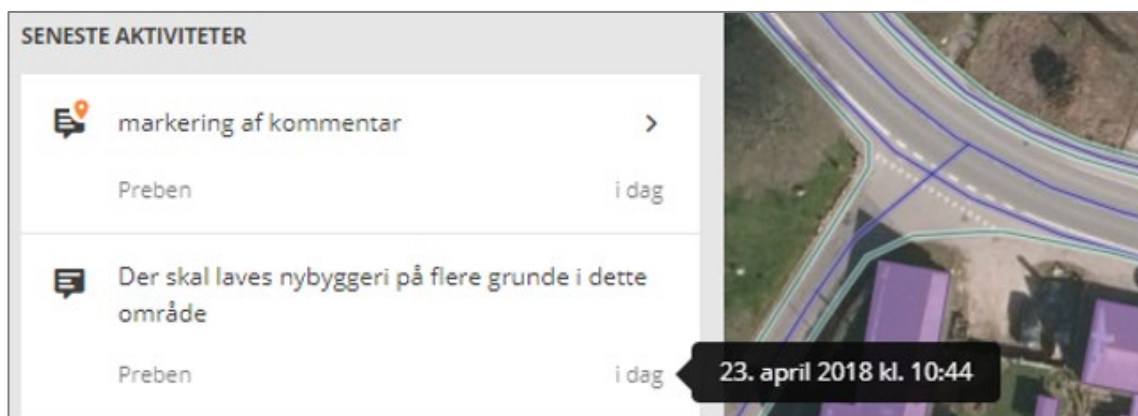 SENESTE AKTIVITETER
markering af kommentar
Preben i dag
Der skal laves nybyggeri på flere grunde i dette
område
Preben i dag 23. april 2018 kl. 10:44